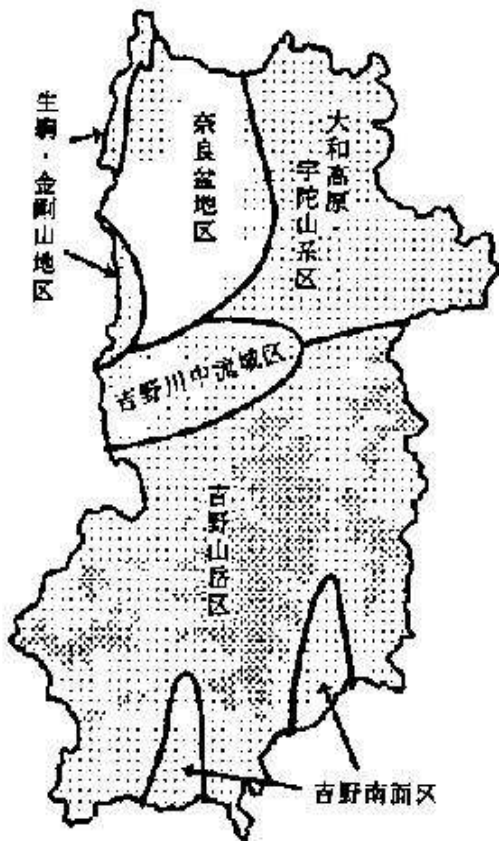 生駒・金剛山地区
奈良盆地区
大和高原・
宇陀山系区
吉野川中流域区
吉野山岳区
吉野南部区